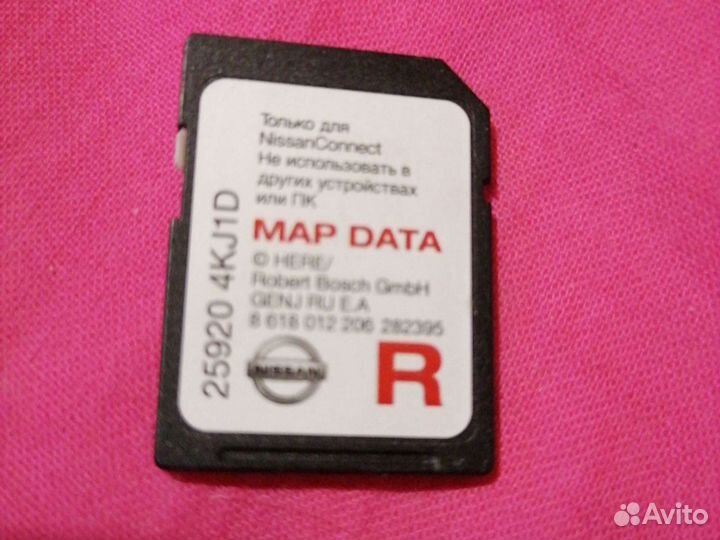 Только для
NissanConnect
Не использовать в
других устройствах
или ПК
MAP DATA
© HERE/
Robert Bosch GmbH
GENJ RU E.A
8 618 012 206 282395
25920 4KJ1D
NISSAN
R
Avito